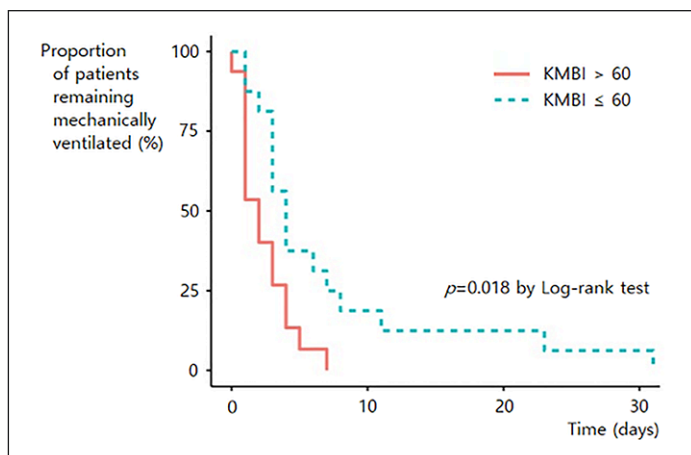 Proportion
of patients
remaining
mechanically
ventilated (%)
100
75
50
25
0
KMBI > 60
KMBI ≤ 60
p=0.018 by Log-rank test
0 10 20 30
Time (days)